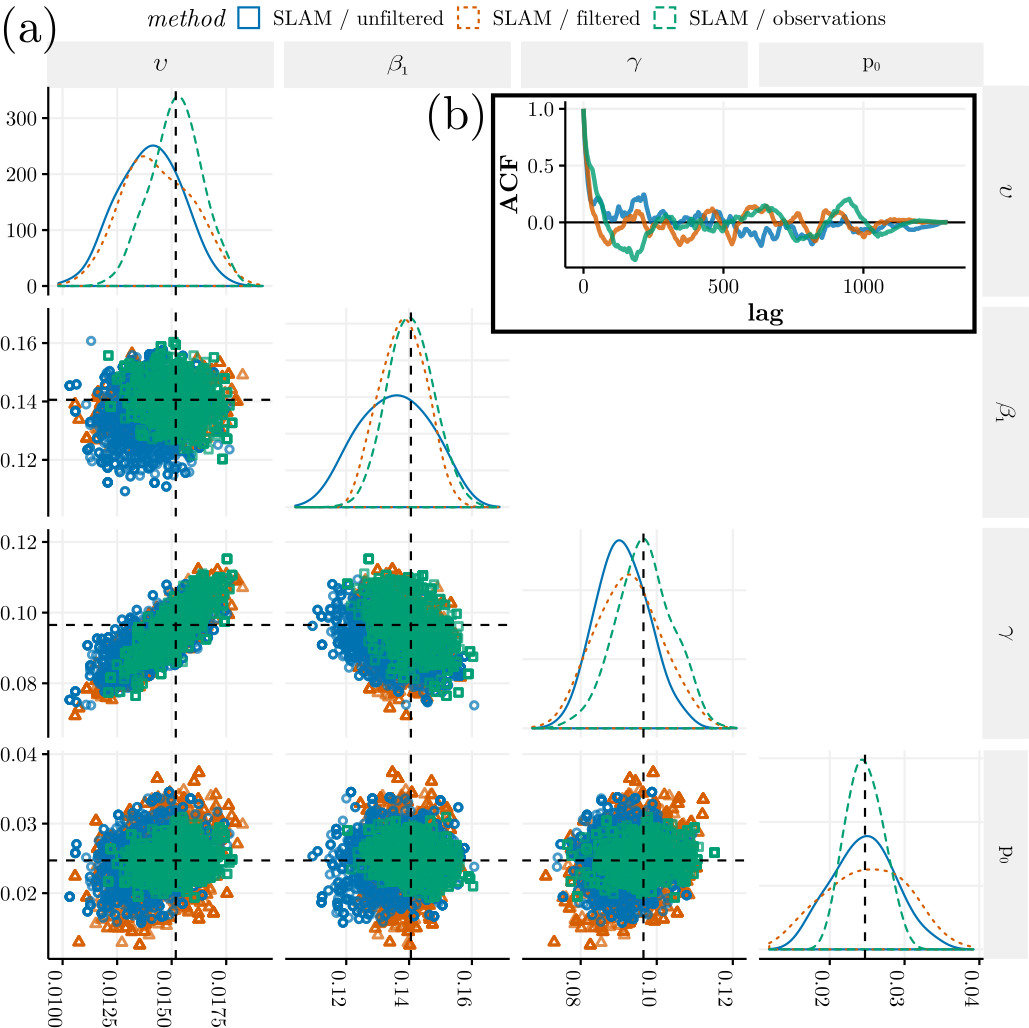 (a)
method SLAM / unfiltered SLAM / filtered SLAM / observations
υ β₁ γ p₀
300
200
100
0
υ
(b)
1.0
0.5
0.0
ACF
0 500 1000
lag
0.16
0.14
0.12
β₁
0.12
0.10
0.08
γ
0.04
0.03
0.02
p₀
0.0100 0.0125 0.0150 0.0175
0.12 0.14 0.16
0.08 0.10 0.12
0.02 0.03 0.04